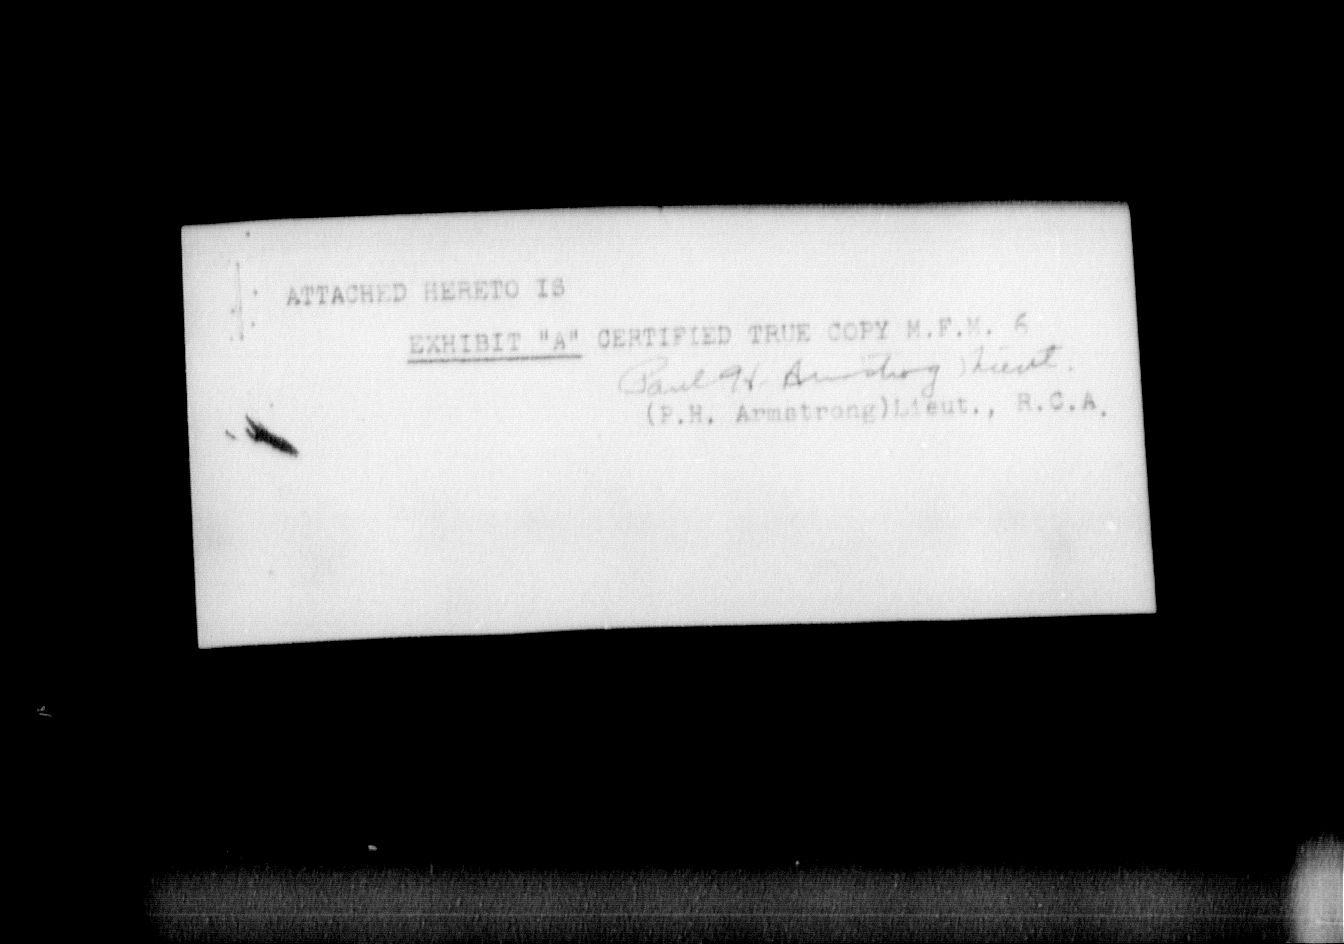 ATTACHED HERETO IS
EXHIBIT "A" CERTIFIED TRUE COPY M.F.M. 6
Paul H. Armstrong Lieut.
(P.H. Armstrong)Lieut., R.C.A.